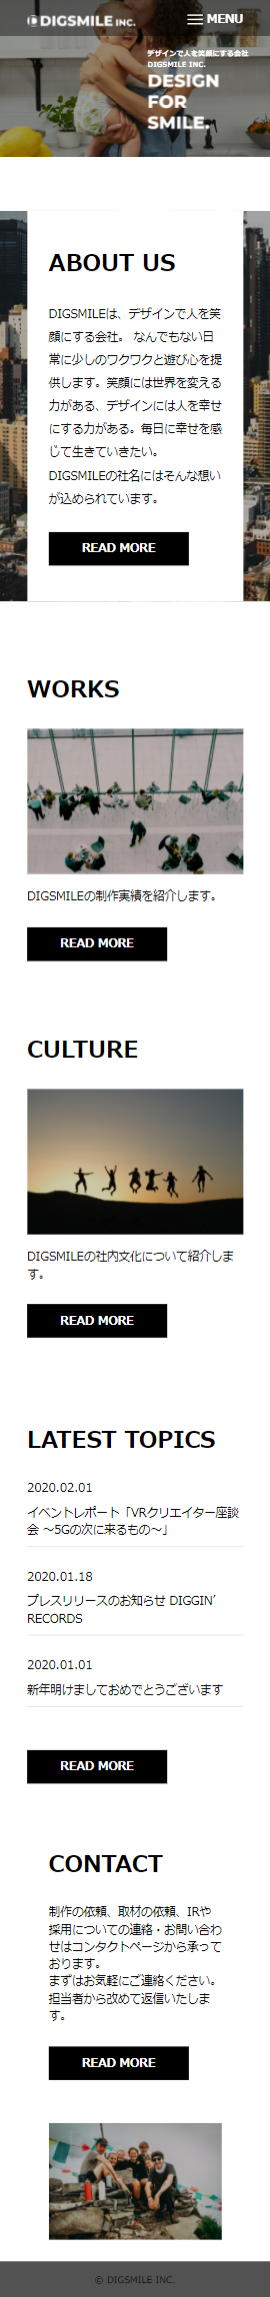 DIGSMILE INC.
MENU
デザインで人を笑顔にする会社
DIGSMILE INC.
DESIGN
FOR
SMILE.
ABOUT US
DIGSMILEは、デザインで人を笑
顔にする会社。 なんでもない日
常に少しのワクワクと遊び心を提
供します。笑顔には世界を変える
力がある、デザインには人を幸せ
にする力がある。毎日に幸せを感
じて生きていきたい。
DIGSMILEの社名にはそんな想い
が込められています。
READ MORE
WORKS
DIGSMILEの制作実績を紹介します。
READ MORE
CULTURE
DIGSMILEの社内文化について紹介しま
す。
READ MORE
LATEST TOPICS
2020.02.01
イベントレポート「VRクリエイター座談
会 〜5Gの次に来るもの〜」
2020.01.18
プレスリリースのお知らせ DIGGIN′
RECORDS
2020.01.01
新年明けましておめでとうございます
READ MORE
CONTACT
制作の依頼、取材の依頼、IRや
採用についての連絡・お問い合わ
せはコンタクトページから承って
おります。
まずはお気軽にご連絡ください。
担当者から改めて返信いたしま
す。
READ MORE
© DIGSMILE INC.